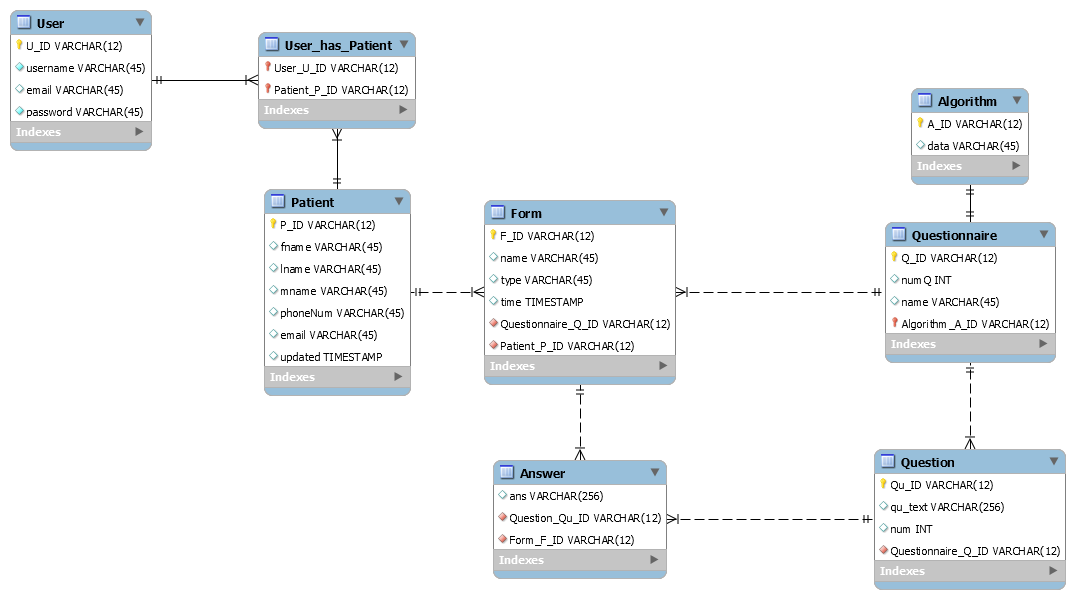 User
U_ID VARCHAR(12)
username VARCHAR(45)
email VARCHAR(45)
password VARCHAR(45)
Indexes
User_has_Patient
User_U_ID VARCHAR(12)
Patient_P_ID VARCHAR(12)
Indexes
Algorithm
A_ID VARCHAR(12)
data VARCHAR(45)
Indexes
Patient
P_ID VARCHAR(12)
fname VARCHAR(45)
lname VARCHAR(45)
mname VARCHAR(45)
phoneNum VARCHAR(45)
email VARCHAR(45)
updated TIMESTAMP
Indexes
Form
F_ID VARCHAR(12)
name VARCHAR(45)
type VARCHAR(45)
time TIMESTAMP
Questionnaire_Q_ID VARCHAR(12)
Patient_P_ID VARCHAR(12)
Indexes
Questionnaire
Q_ID VARCHAR(12)
numQ INT
name VARCHAR(45)
Algorithm_A_ID VARCHAR(12)
Indexes
Answer
ans VARCHAR(256)
Question_Qu_ID VARCHAR(12)
Form_F_ID VARCHAR(12)
Indexes
Question
Qu_ID VARCHAR(12)
qu_text VARCHAR(256)
num INT
Questionnaire_Q_ID VARCHAR(12)
Indexes